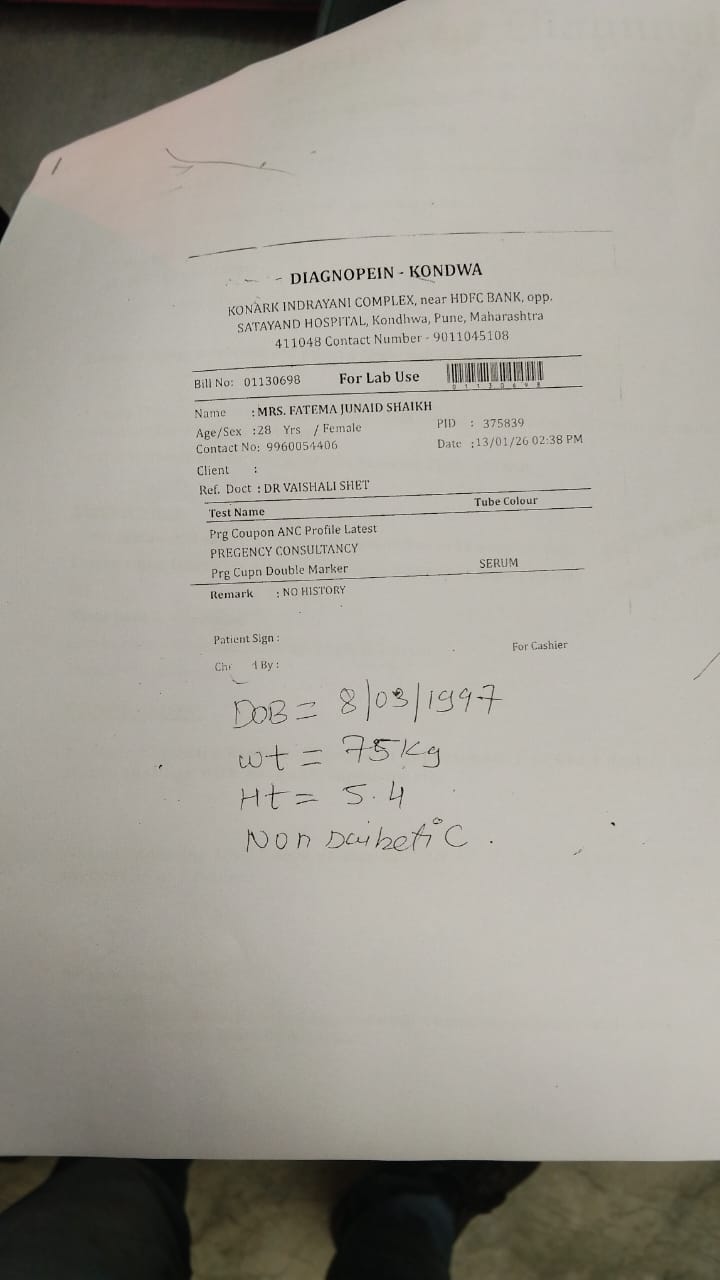 DIAGNOPEIN - KONDWA
KONARK INDRAYANI COMPLEX, near HDFC BANK, opp.
SATAYAND HOSPITAL, Kondhwa, Pune, Maharashtra
411048 Contact Number - 9011045108
Bill No: 01130698 For Lab Use
01130698
Name : MRS. FATEMA JUNAID SHAIKH
Age/Sex : 28 Yrs / Female PID : 375839
Contact No: 9960054406 Date : 13/01/26 02:38 PM
Client :
Ref. Doct : DR VAISHALI SHET
Test Name Tube Colour
Prg Coupon ANC Profile Latest
PREGENCY CONSULTANCY
Prg Cupn Double Marker SERUM
Remark : NO HISTORY
Patient Sign :
For Cashier
By :
DOB = 8/03/1997
wt = 75 Kg
Ht = 5.4
Non Daibetic.